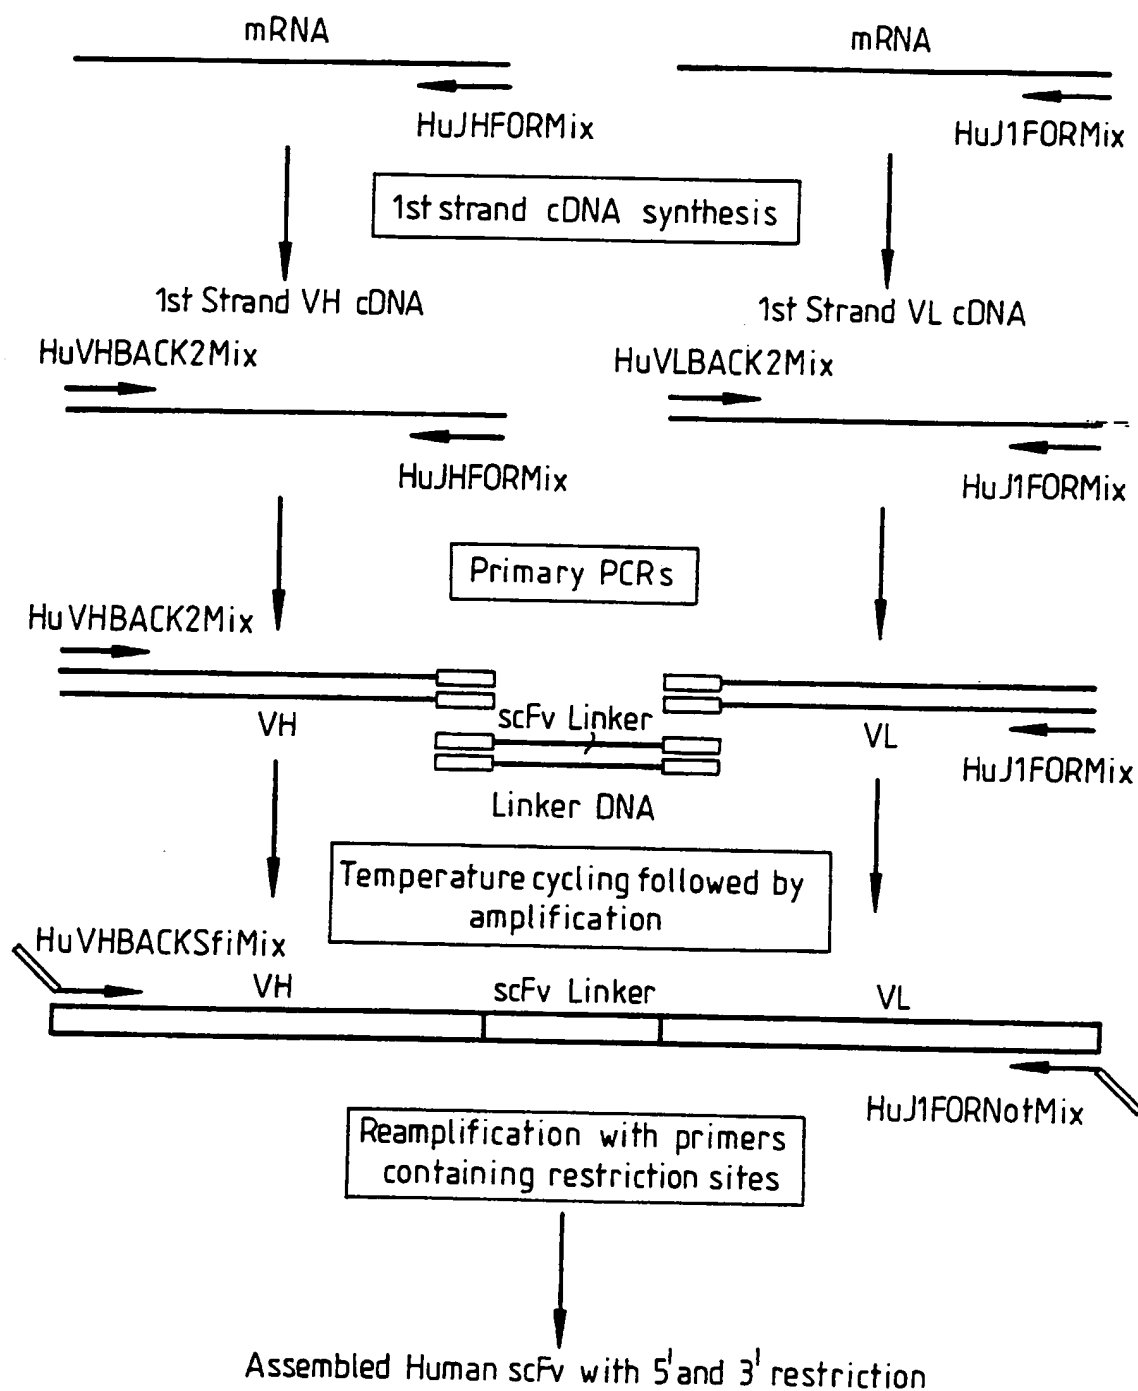 mRNA
mRNA
HuJHFORMix
HuJ1FORMix
1st strand cDNA synthesis
1st Strand VH cDNA
1st Strand VL cDNA
HuVHBACK2Mix
HuVLBACK2Mix
HuJHFORMix
HuJ1FORMix
Primary PCRs
HuVHBACK2Mix
VH
scFv Linker
VL
HuJ1FORMix
Linker DNA
Temperature cycling followed by
amplification
HuVHBACKSfiMix
VH
scFv Linker
VL
HuJ1FORNotMix
Reamplification with primers
containing restriction sites
Assembled Human scFv with 5' and 3' restriction